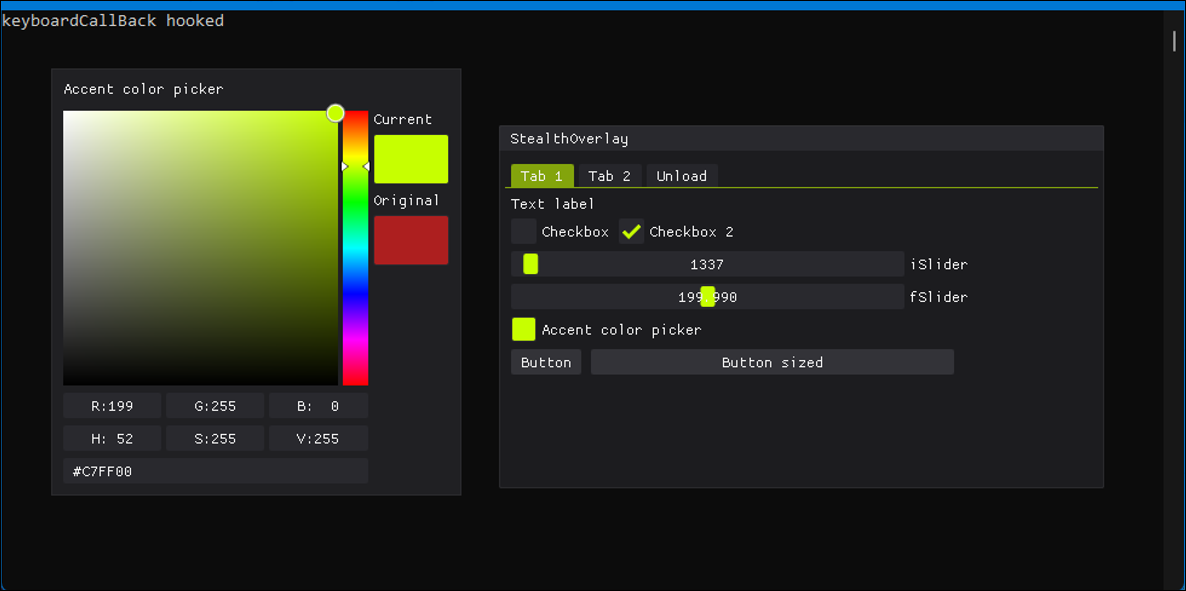 keyboardCallBack hooked
Accent color picker
Current
Original
R:199 G:255 B:  0
H: 52 S:255 V:255
#C7FF00
StealthOverlay
Tab 1 Tab 2 Unload
Text label
Checkbox Checkbox 2
1337 iSlider
199.990 fSlider
Accent color picker
Button Button sized